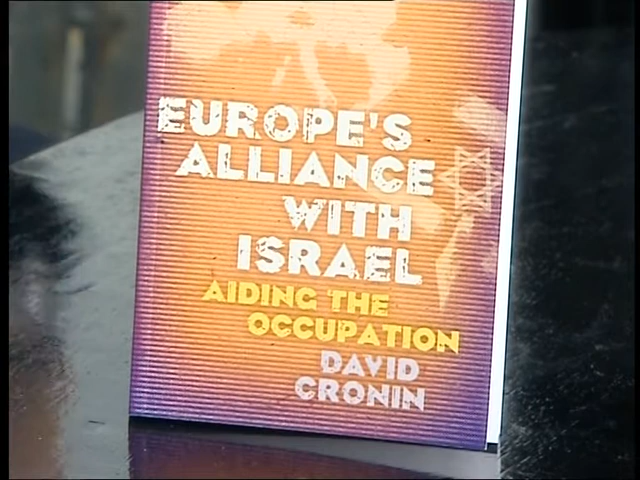 EUROPE'S
ALLIANCE
WITH
ISRAEL
AIDING THE
OCCUPATION
DAVID
CRONIN